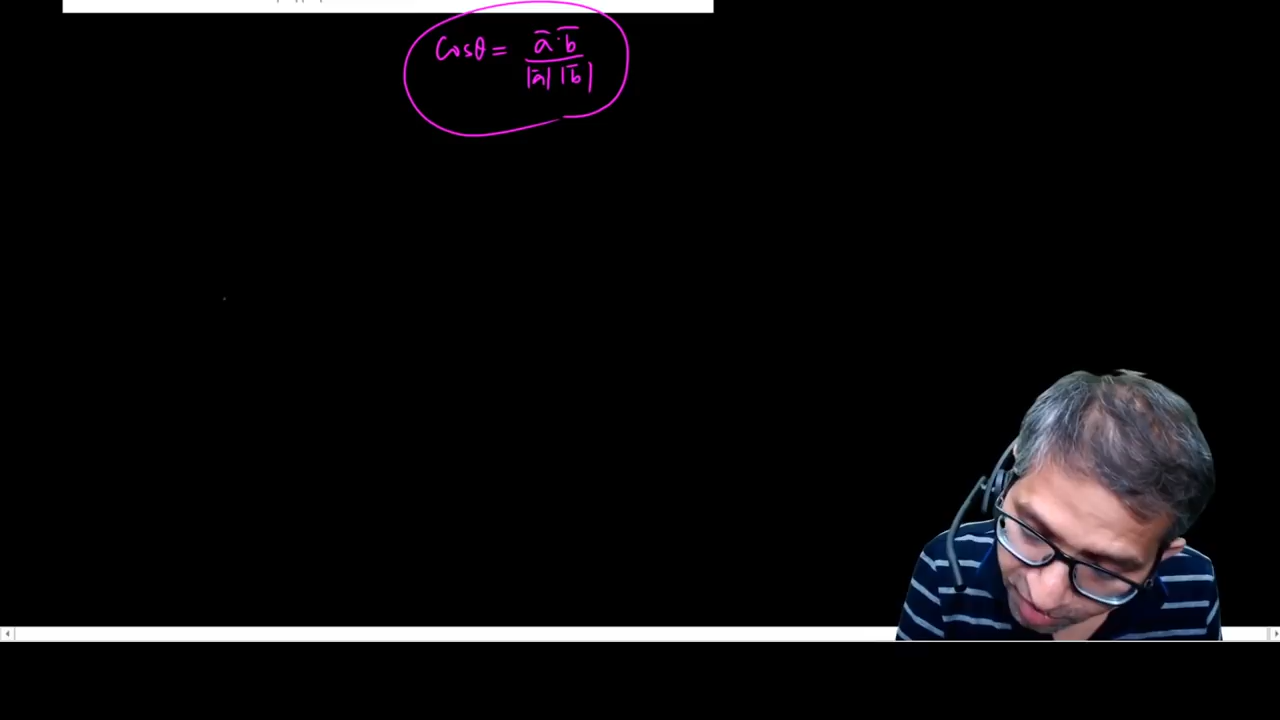 Cosθ = a̅·b̅ / |a̅| |b̅|